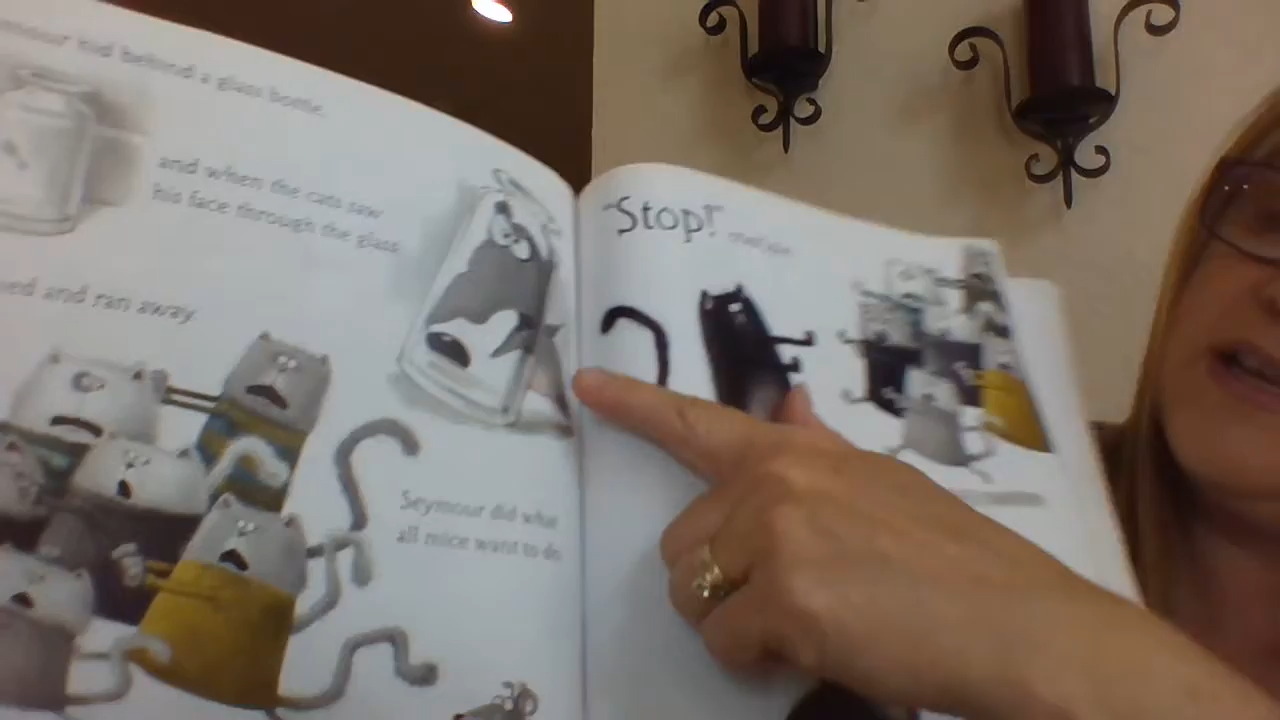 hid behind a glass bottle,
and when the cats saw
his face through the glass
and ran away.
Seymour did what
all mice want to do
"Stop!"